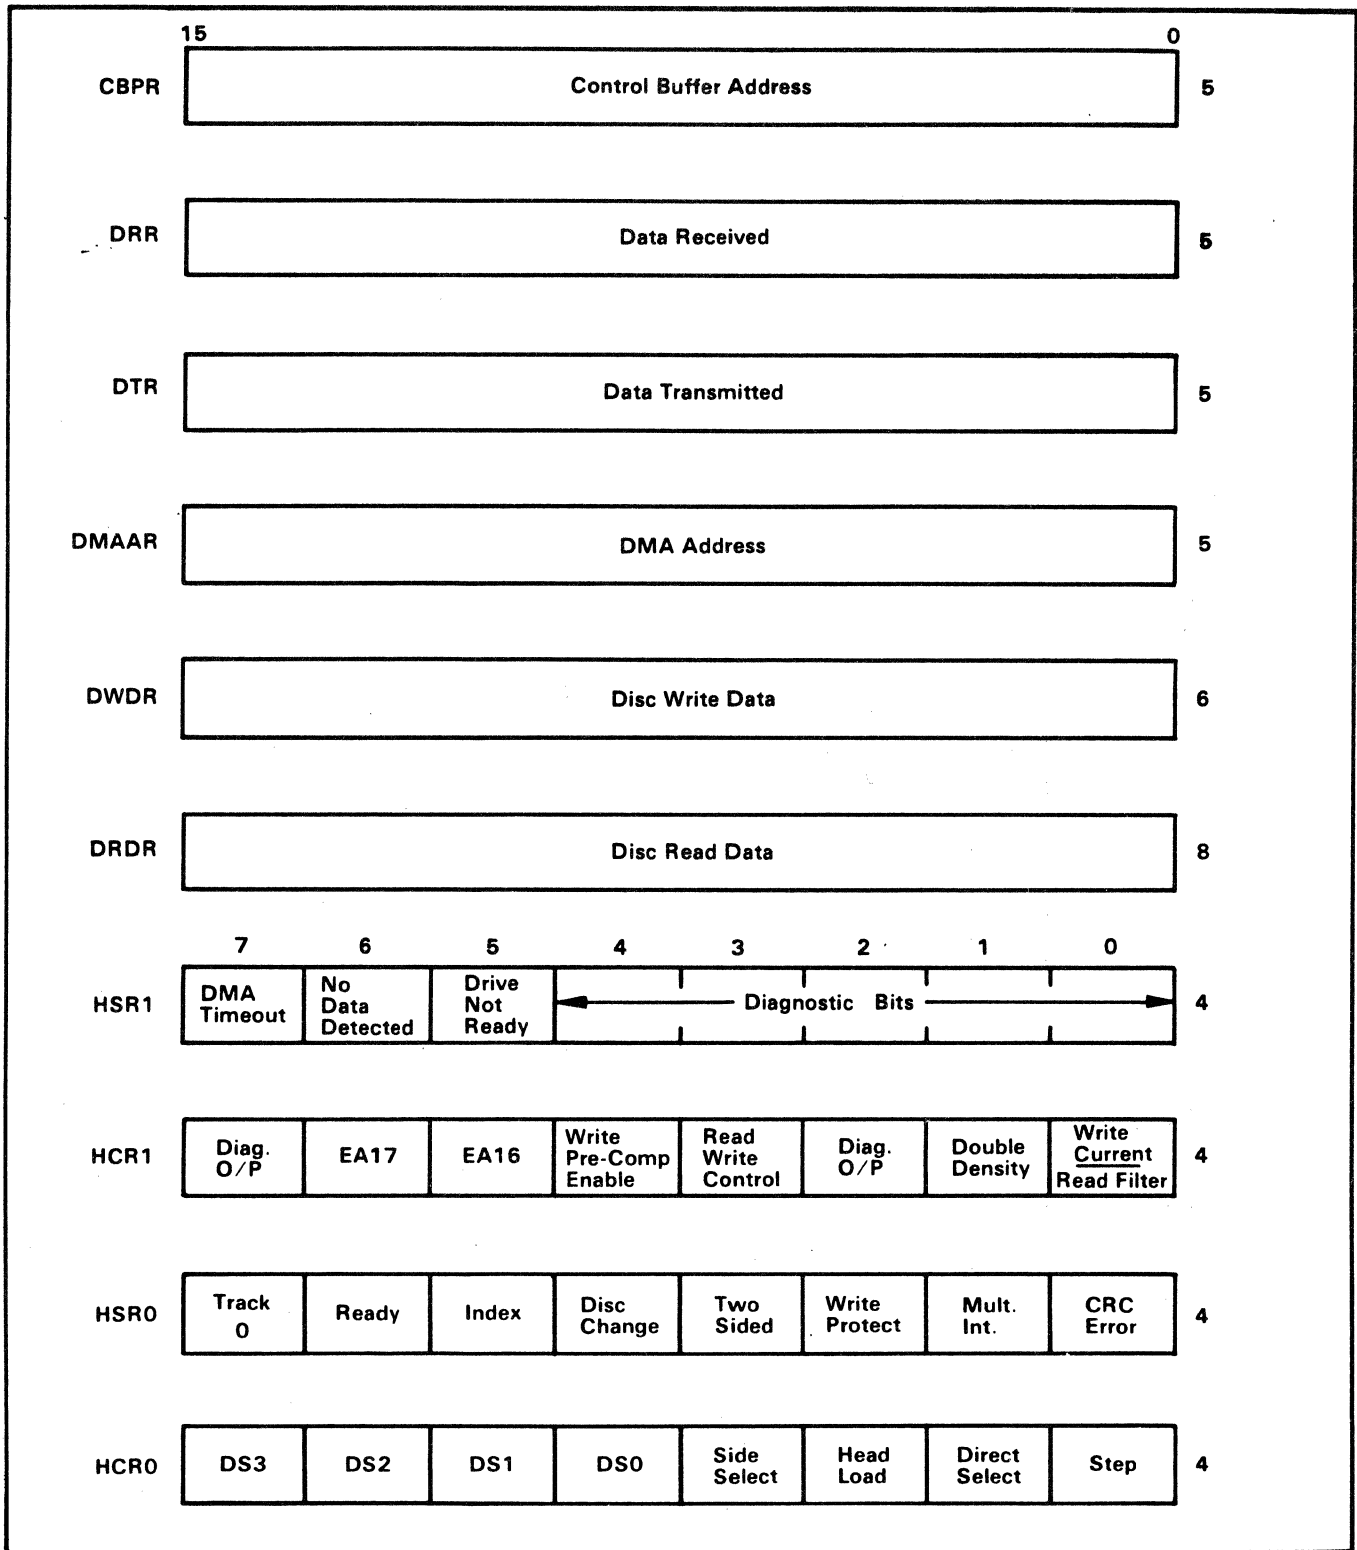 15 0
CBPR Control Buffer Address 5
DRR Data Received 5
DTR Data Transmitted 5
DMAAR DMA Address 5
DWDR Disc Write Data 6
DRDR Disc Read Data 8
7 6 5 4 3 2 1 0
HSR1
DMA
Timeout
No
Data
Detected
Drive
Not
Ready
Diagnostic Bits
4
HCR1
Diag.
O/P
EA17
EA16
Write
Pre-Comp
Enable
Read
Write
Control
Diag.
O/P
Double
Density
Write
Current
Read Filter
4
HSR0
Track
0
Ready
Index
Disc
Change
Two
Sided
Write
Protect
Mult.
Int.
CRC
Error
4
HCR0
DS3
DS2
DS1
DS0
Side
Select
Head
Load
Direct
Select
Step
4